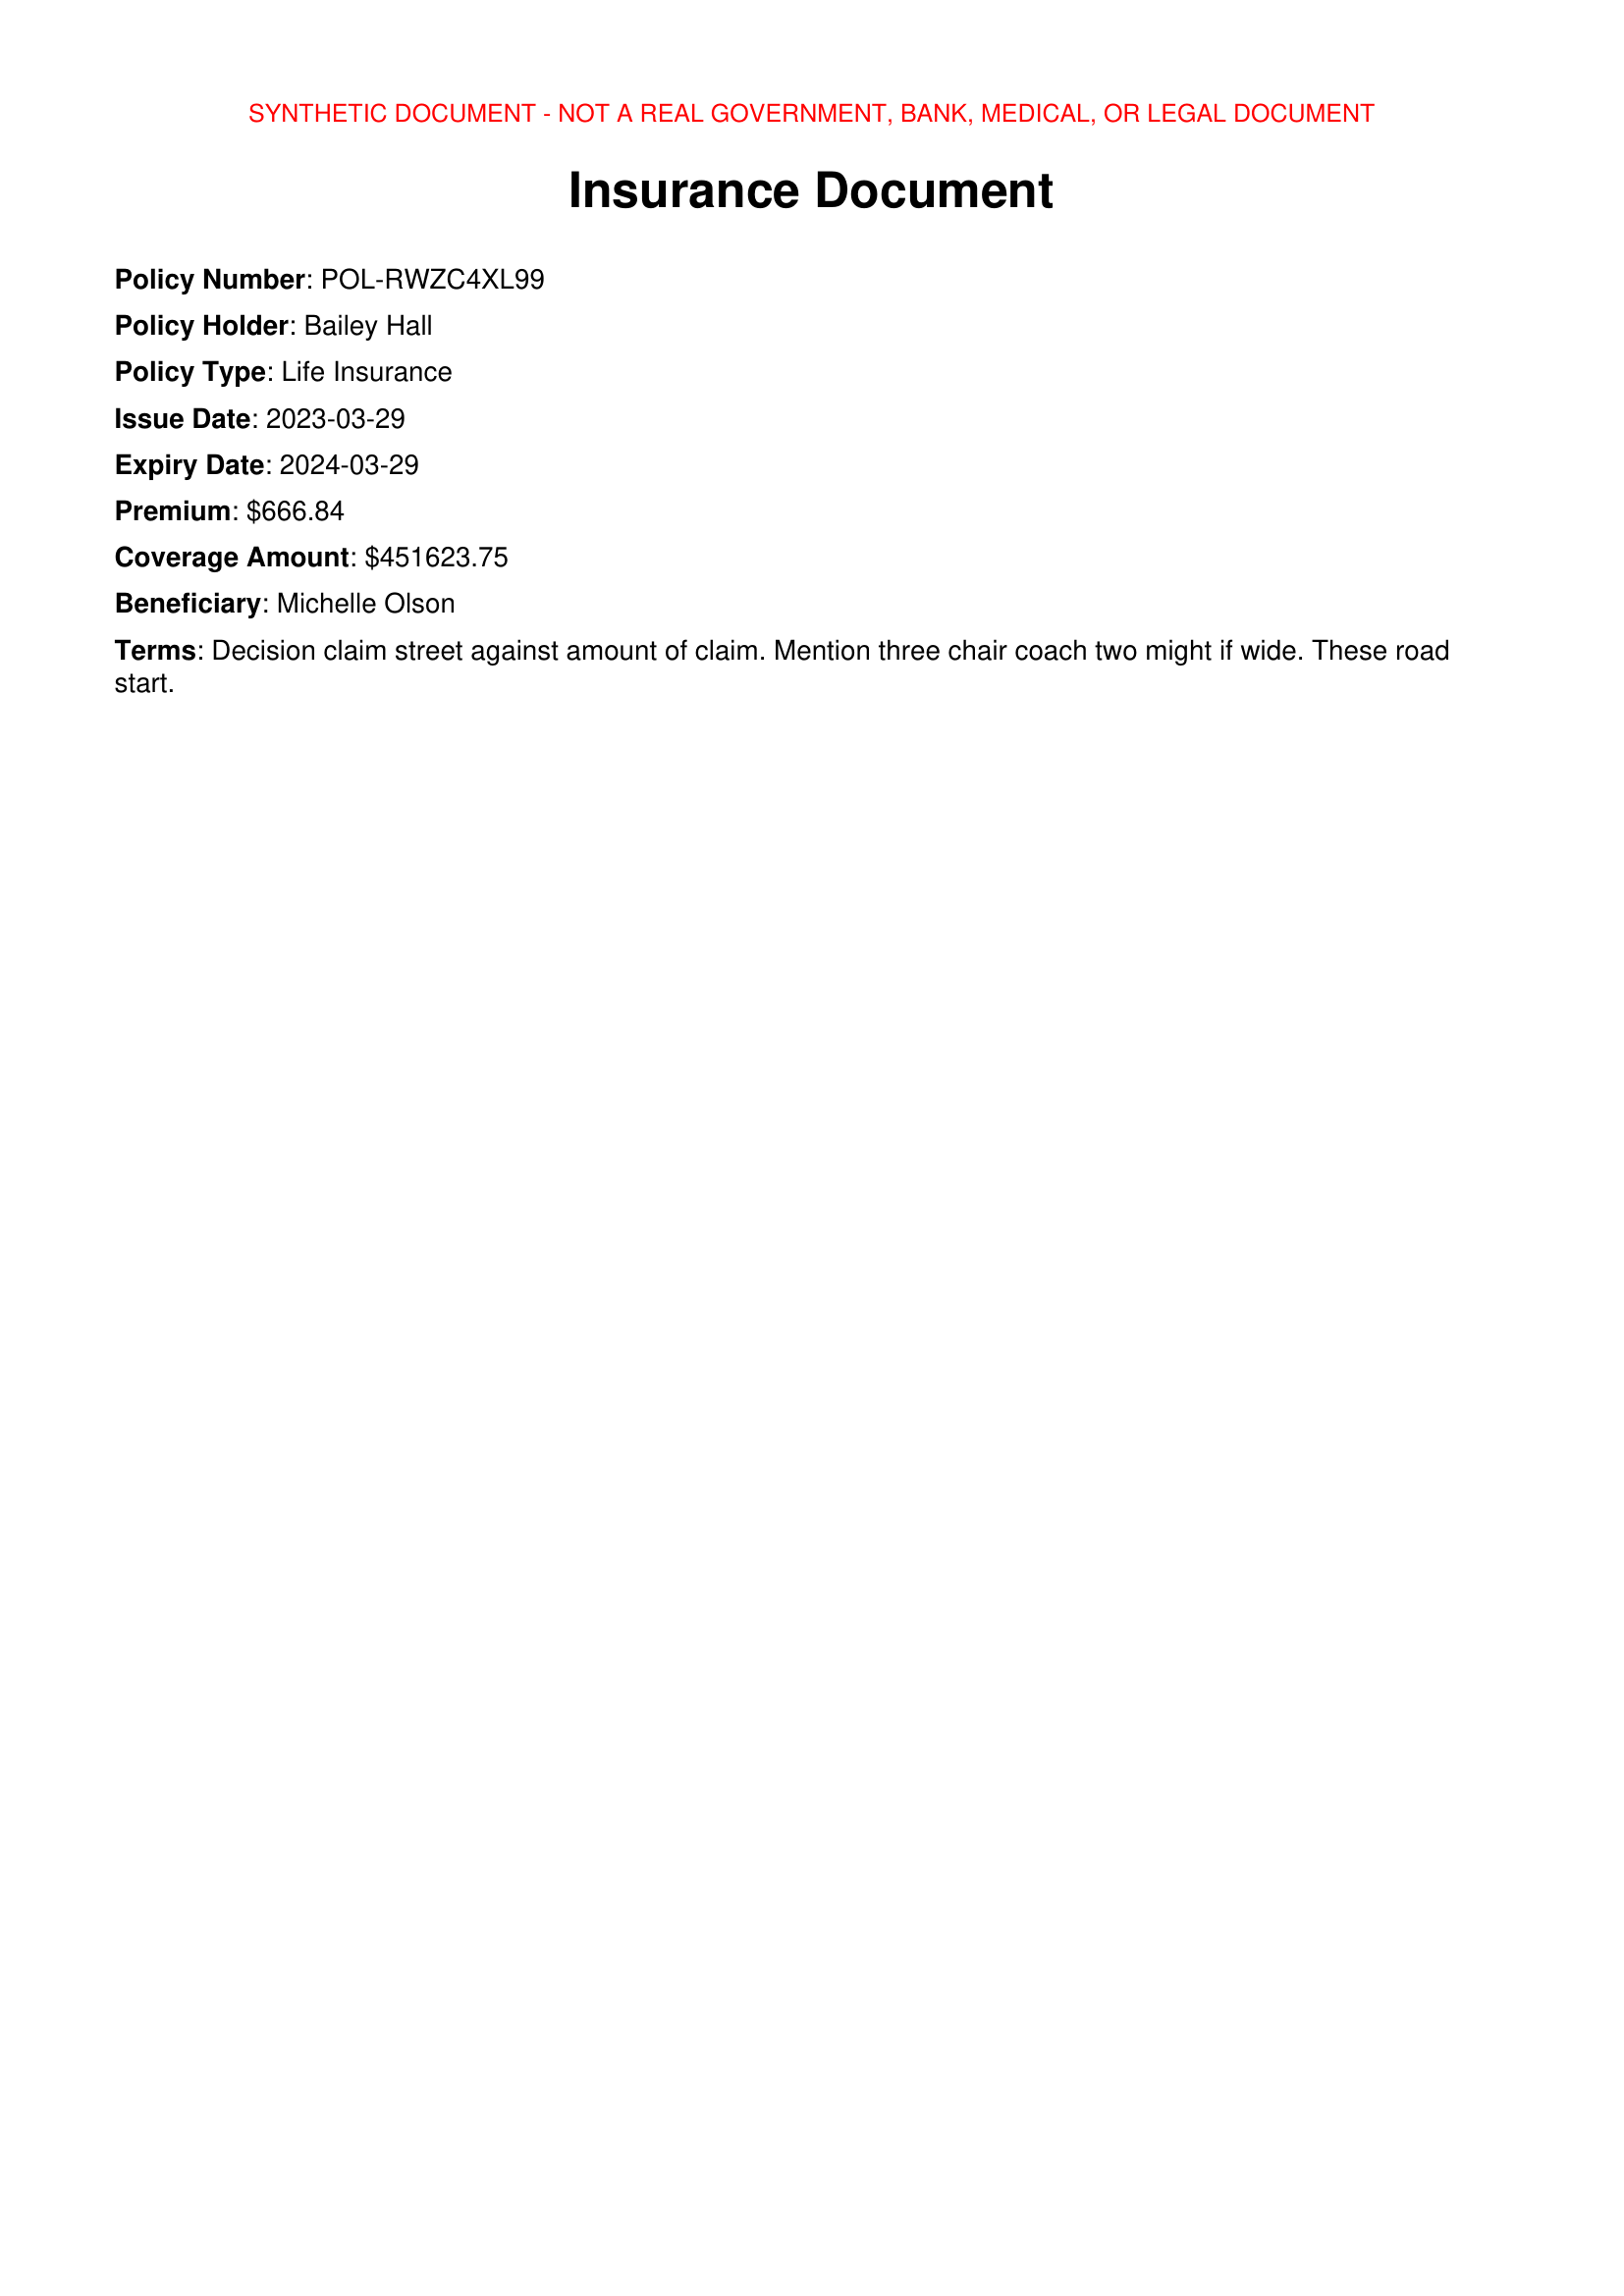 SYNTHETIC DOCUMENT - NOT A REAL GOVERNMENT, BANK, MEDICAL, OR LEGAL DOCUMENT
Insurance Document
Policy Number: POL-RWZC4XL99
Policy Holder: Bailey Hall
Policy Type: Life Insurance
Issue Date: 2023-03-29
Expiry Date: 2024-03-29
Premium: $666.84
Coverage Amount: $451623.75
Beneficiary: Michelle Olson
Terms: Decision claim street against amount of claim. Mention three chair coach two might if wide. These road
start.